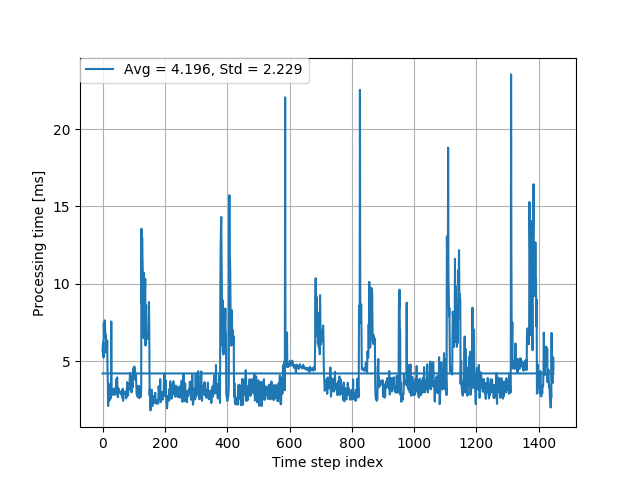 Avg = 4.196, Std = 2.229
Processing time [ms]
20
15
10
5
0 200 400 600 800 1000 1200 1400
Time step index